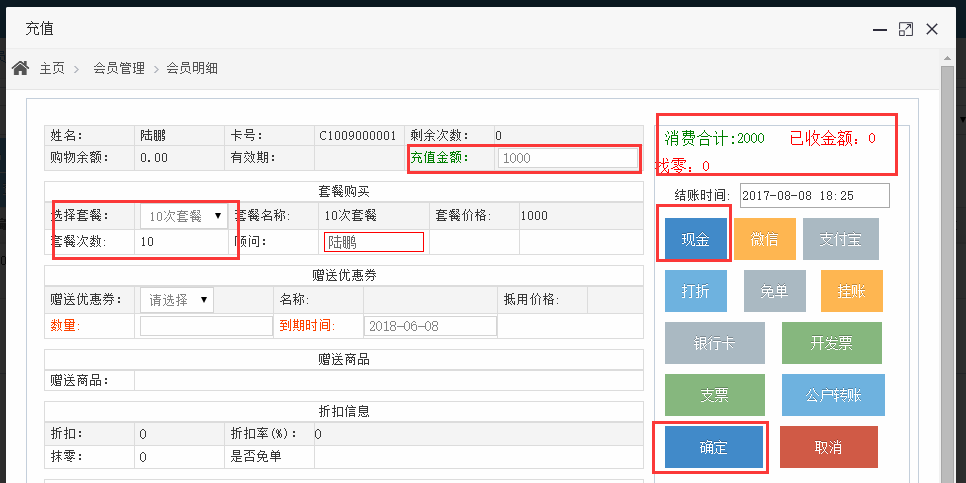 充值
主页 会员管理 会员明细
姓名: 陆鹏 卡号: C1009000001 剩余次数: 0
购物余额: 0.00 有效期: 充值金额: 1000
套餐购买
选择套餐: 10次套餐 套餐名称: 10次套餐 套餐价格: 1000
套餐次数: 10 顾问: 陆鹏
赠送优惠券
赠送优惠券: 请选择 名称: 抵用价格:
数量: 到期时间: 2018-06-08
赠送商品
赠送商品:
折扣信息
折扣: 0 折扣率(%): 0
抹零: 0 是否免单
消费合计:2000 已收金额: 0
找零: 0
结账时间: 2017-08-08 18:25
现金 微信 支付宝
打折 免单 挂账
银行卡 开发票
支票 公户转账
确定 取消